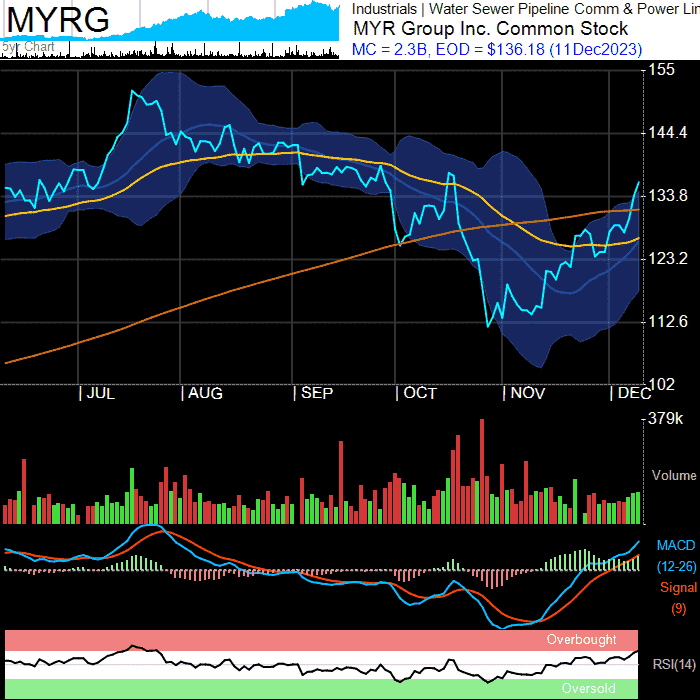 MYRG
5yr Chart
Industrials | Water Sewer Pipeline Comm & Power Lin
MYR Group Inc. Common Stock
MC = 2.3B, EOD = $136.18 (11Dec2023)
155
144.4
133.8
123.2
112.6
102
JUL
AUG
SEP
OCT
NOV
DEC
379k
Volume
MACD
(12-26)
Signal
(9)
Overbought
RSI(14)
Oversold